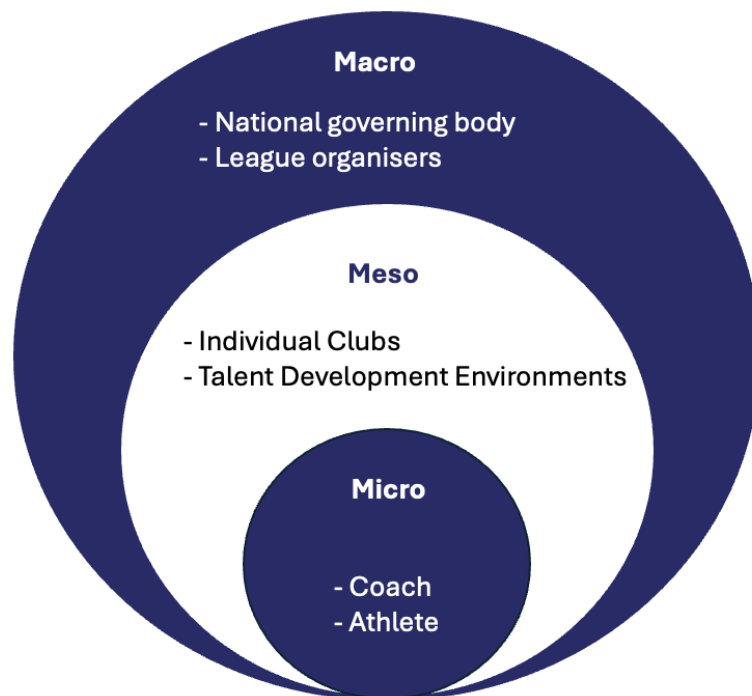 Macro
- National governing body
- League organisers
Meso
- Individual Clubs
- Talent Development Environments
Micro
- Coach
- Athlete